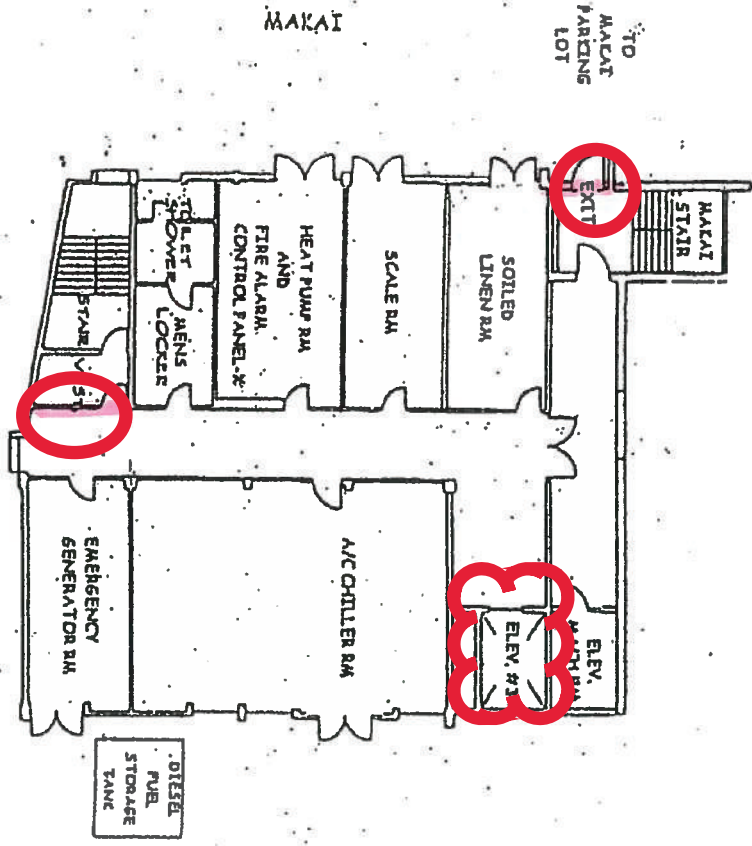 MAKAI
TO
MAKAI
PARKING
LOT
EXIT
MAKAI
STAIR
SOILED
LINEN RM
SCALE RM
HEAT PUMP RM
AND
FIRE ALARM
CONTROL PANEL-X
TOILET
SHOWER
MENS
LOCKER
STAIR
EMERGENCY
GENERATOR RM
A/C CHILLER RM
ELEV. #3
ELEV.
DIESEL
FUEL
STORAGE
TANK